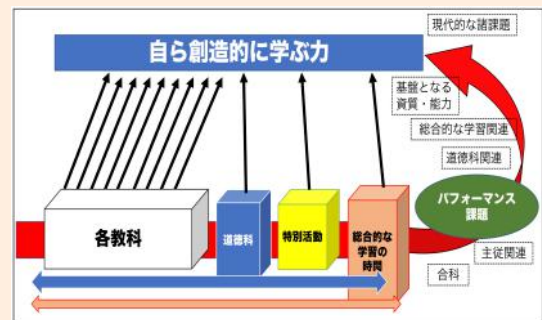 現代的な諸課題
自ら創造的に学ぶ力
基盤となる
資質・能力
総合的な学習関連
道徳科関連
パフォーマンス
課題
各教科
道徳科
特別活動
総合的な
学習の
時間
主従関連
合科